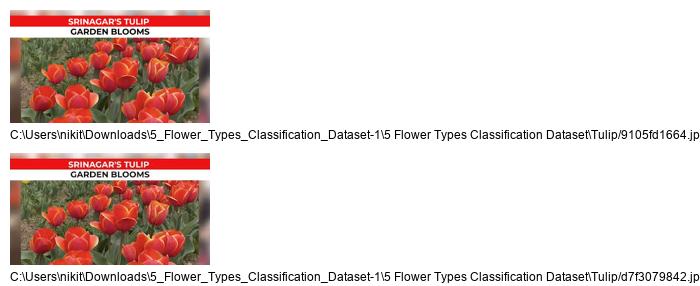 SRINAGAR'S TULIP
GARDEN BLOOMS
C:\Users\nikit\Downloads\5_Flower_Types_Classification_Dataset-1\5 Flower Types Classification Dataset\Tulip/9105fd1664.jp
SRINAGAR'S TULIP
GARDEN BLOOMS
C:\Users\nikit\Downloads\5_Flower_Types_Classification_Dataset-1\5 Flower Types Classification Dataset\Tulip/d7f3079842.jp